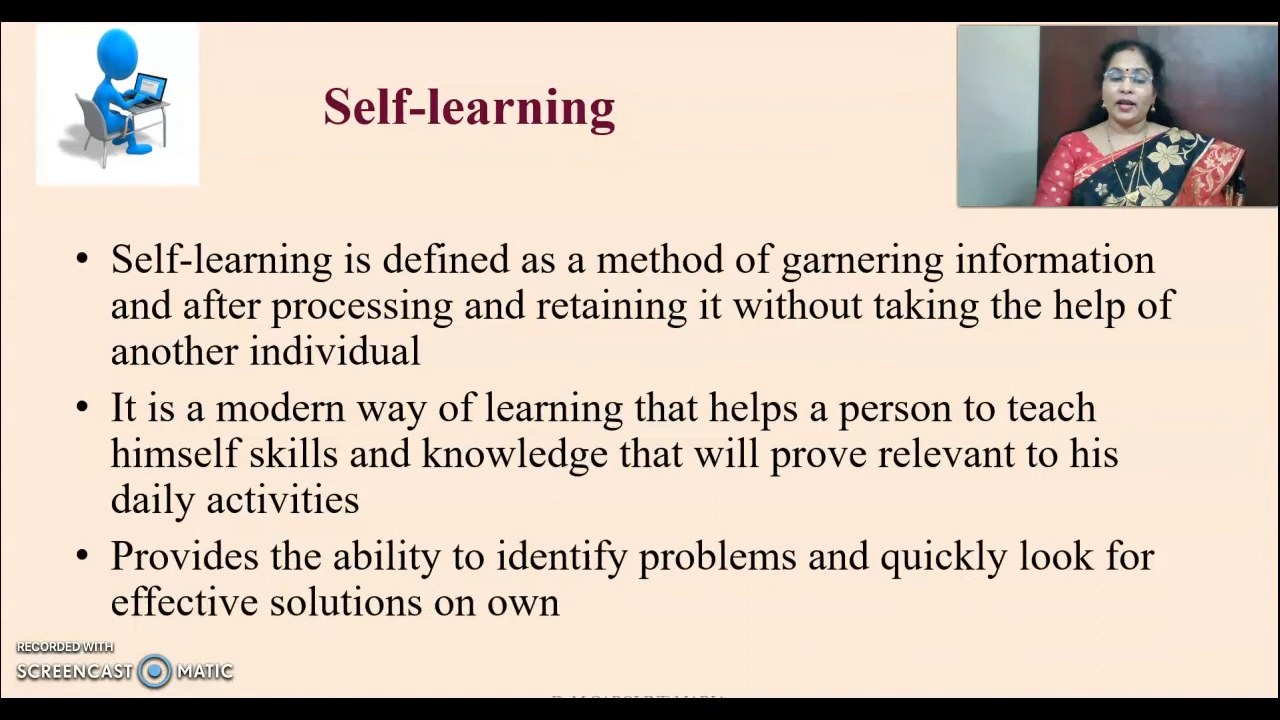 Self-learning
• Self-learning is defined as a method of garnering information
and after processing and retaining it without taking the help of
another individual
• It is a modern way of learning that helps a person to teach
himself skills and knowledge that will prove relevant to his
daily activities
• Provides the ability to identify problems and quickly look for
effective solutions on own
RECORDED WITH
SCREENCAST MATIC